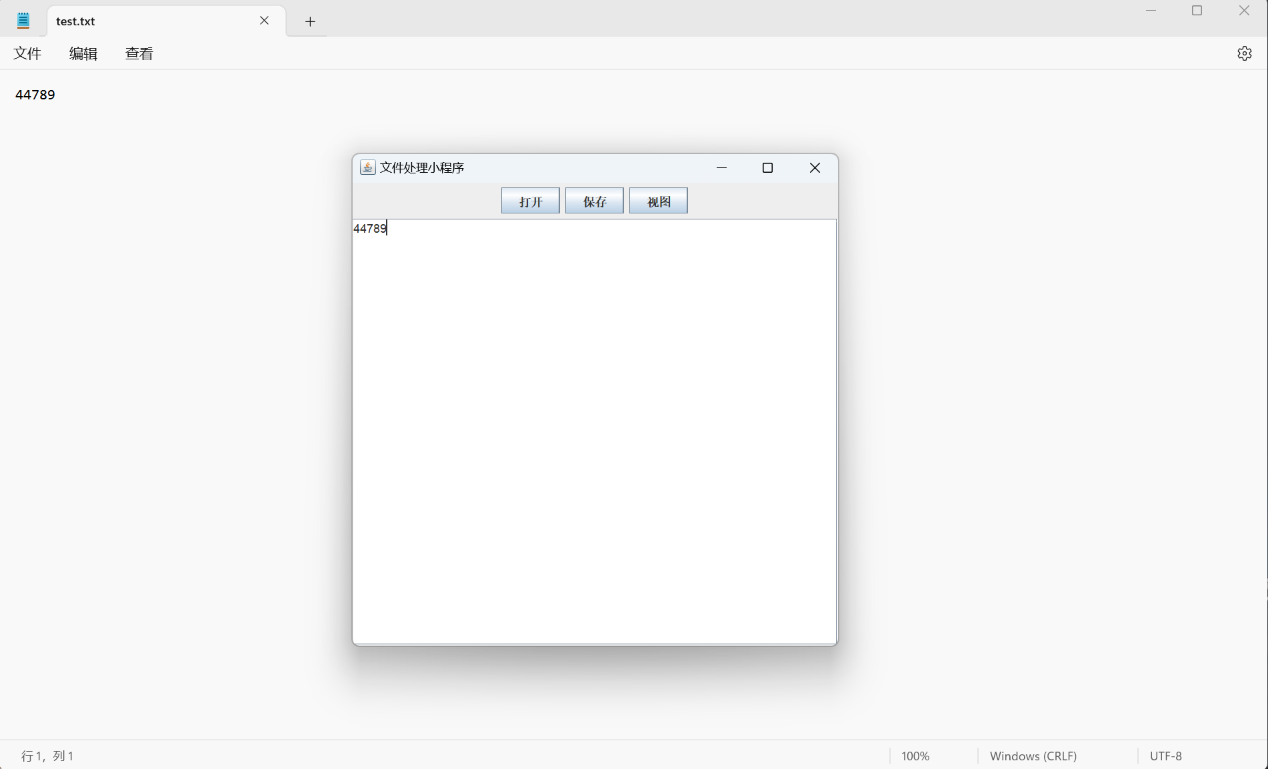 test.txt
文件 编辑 查看
44789
文件处理小程序
打开 保存 视图
44789
行 1, 列 1 100% Windows (CRLF) UTF-8